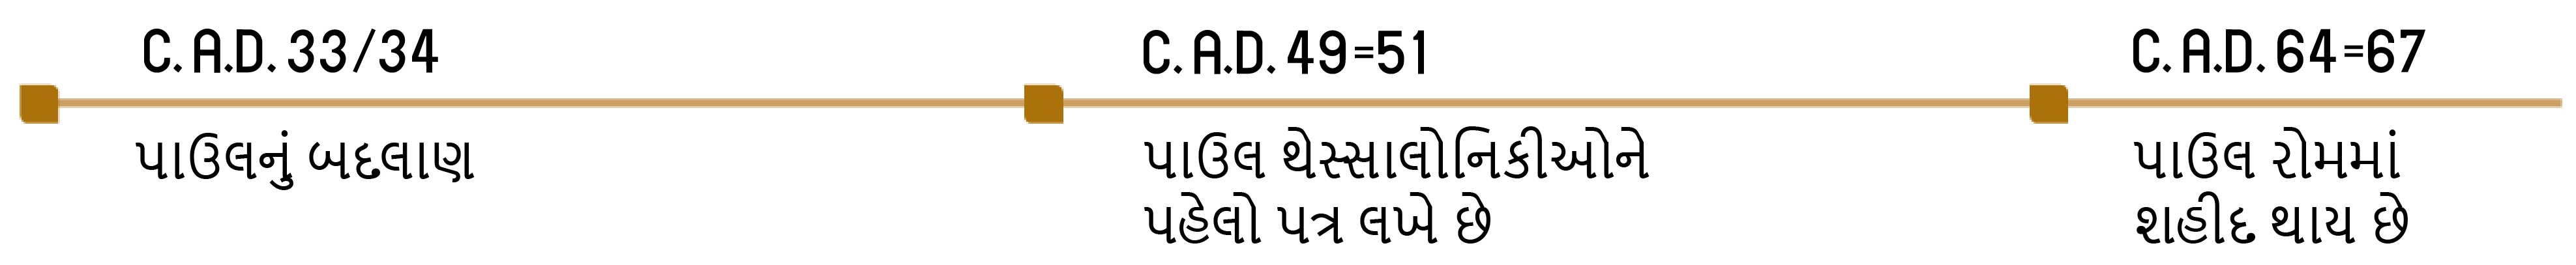 C. A.D. 33/34
પાઉલનું બદલાણ
C. A.D. 49=51
પાઉલ થેસ્સાલોનિકીઓને
પહેલો પત્ર લખે છે
C. A.D. 64=67
પાઉલ રોમમાં
શહીદ થાય છે